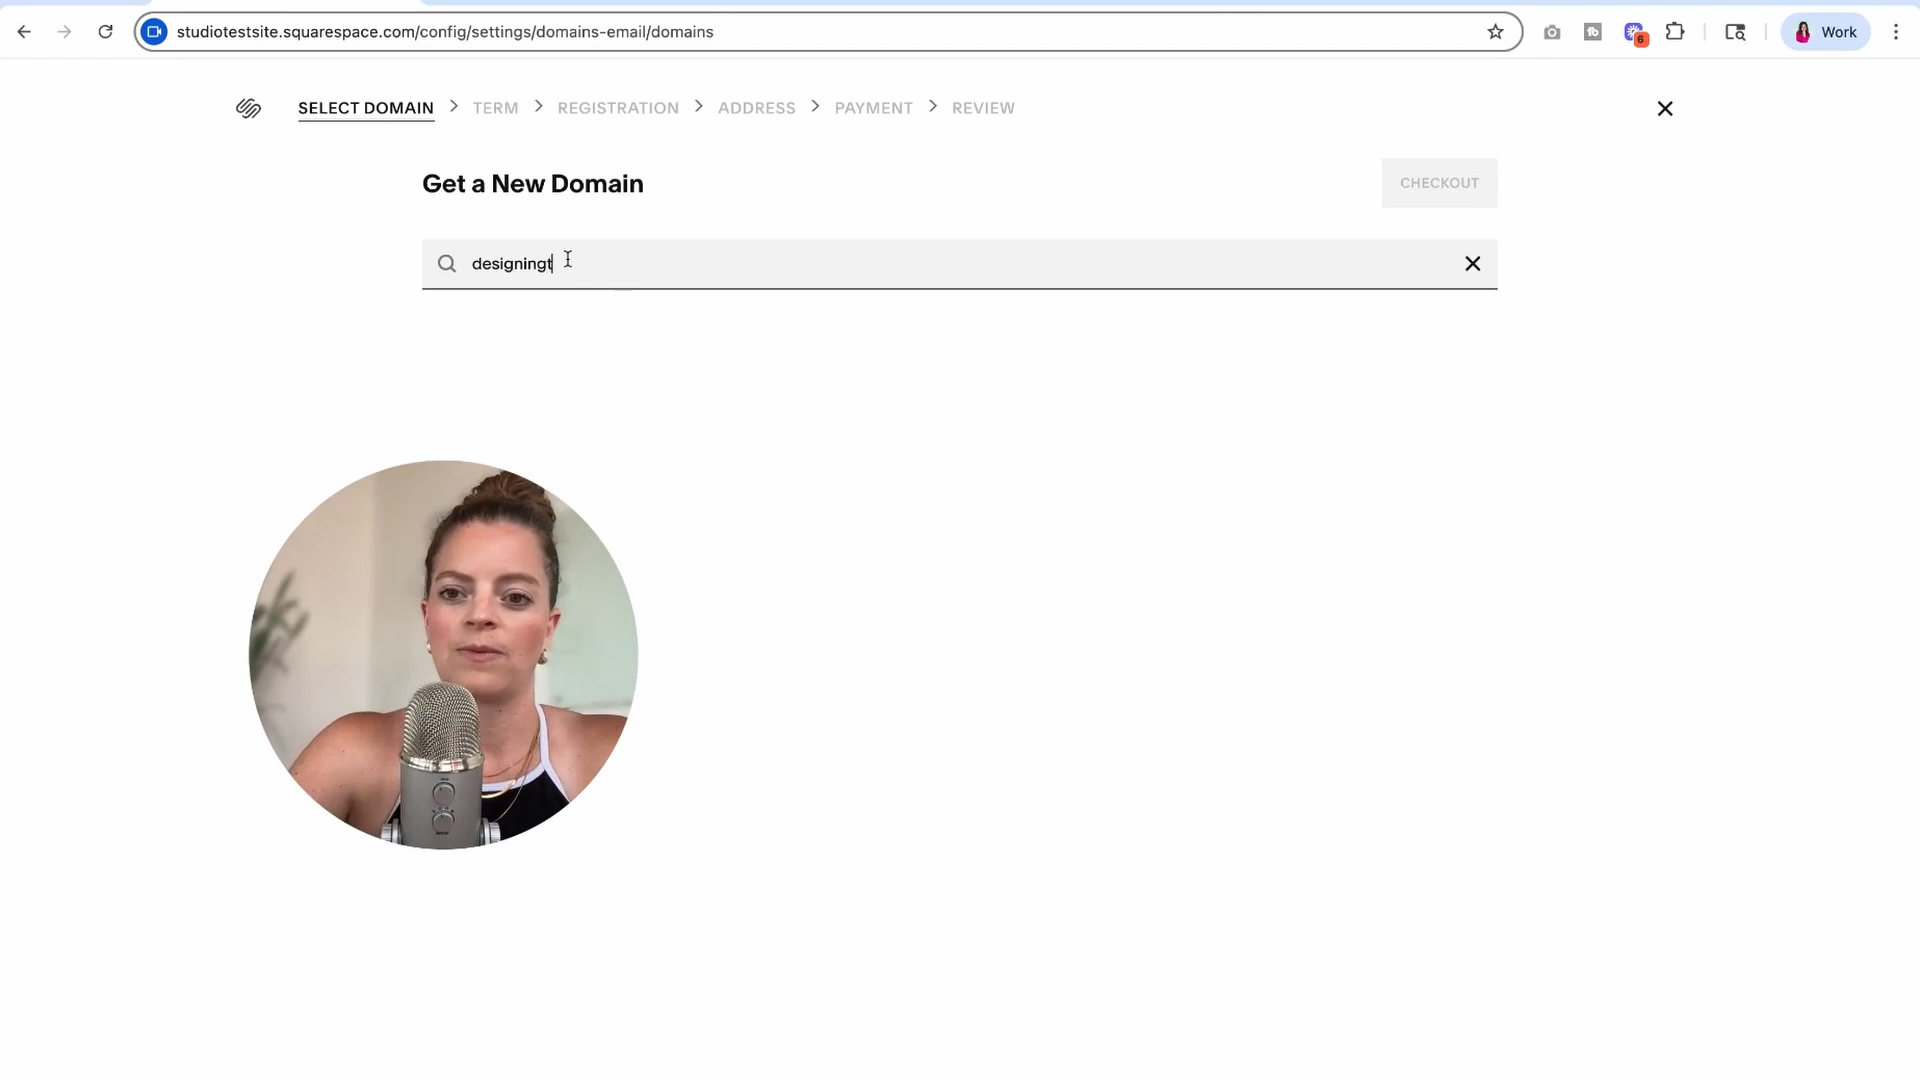 studiotestsite.squarespace.com/config/settings/domains-email/domains
6
Work
SELECT DOMAIN > TERM > REGISTRATION > ADDRESS > PAYMENT > REVIEW
Get a New Domain
CHECKOUT
designingt